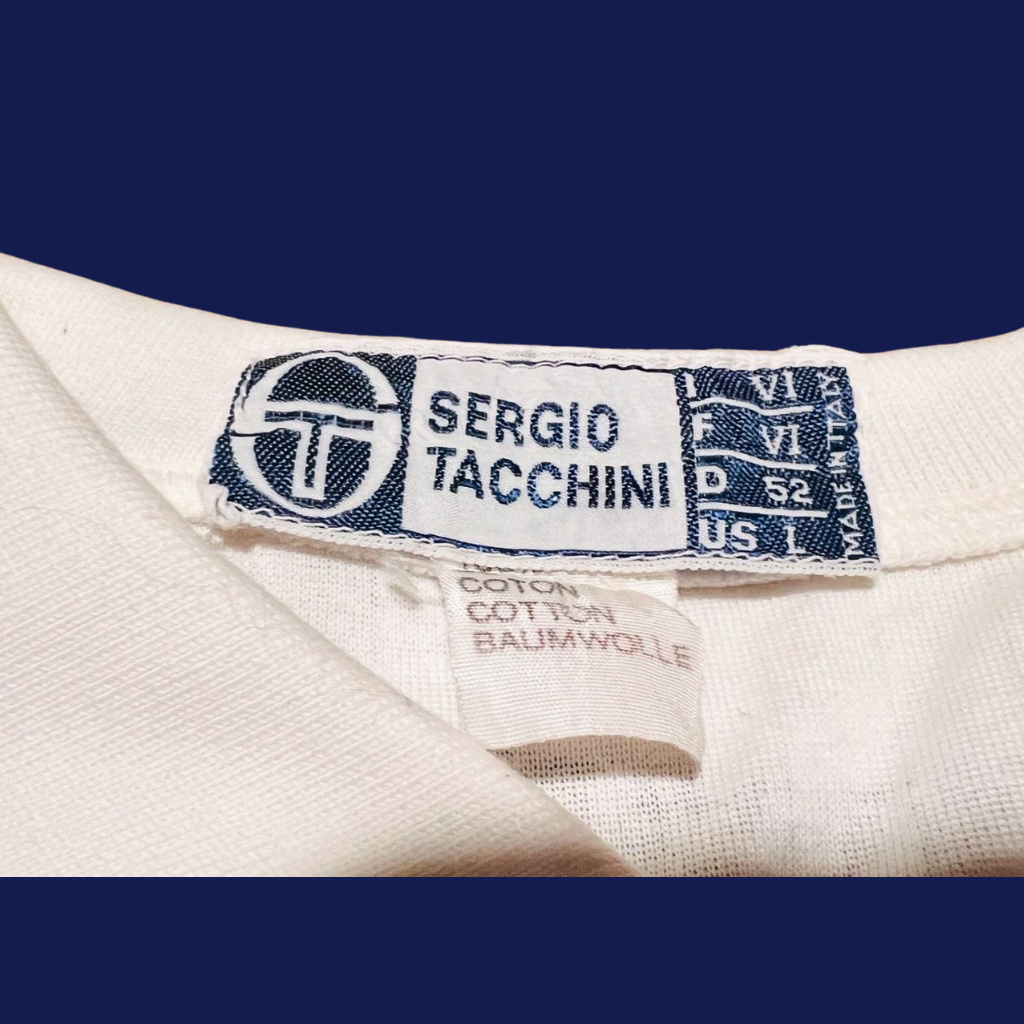 SERGIO
TACCHINI
I VI
F VI
D 52
US L
MADE IN ITALY
COTON
COTTON
BAUMWOLLE